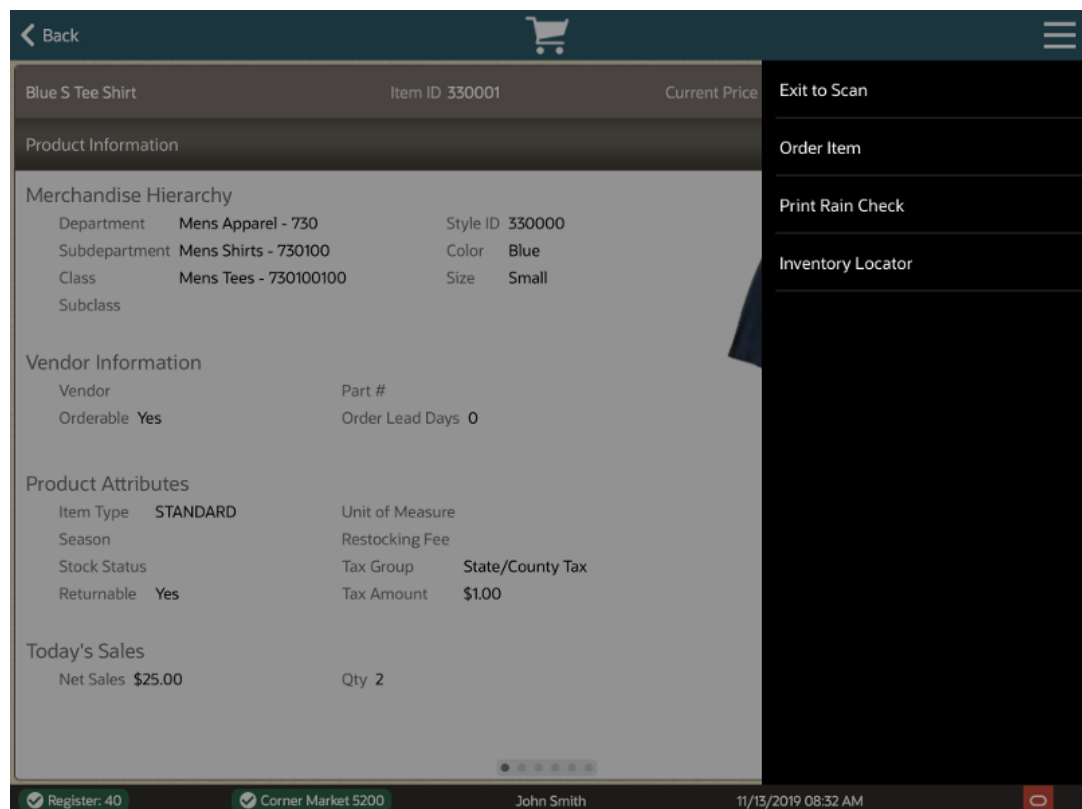 Back
Blue S Tee Shirt Item ID 330001 Current Price
Product Information
Merchandise Hierarchy
Department Mens Apparel - 730 Style ID 330000
Subdepartment Mens Shirts - 730100 Color Blue
Class Mens Tees - 730100100 Size Small
Subclass
Vendor Information
Vendor Part #
Orderable Yes Order Lead Days 0
Product Attributes
Item Type STANDARD Unit of Measure
Season Restocking Fee
Stock Status Tax Group State/County Tax
Returnable Yes Tax Amount $1.00
Today's Sales
Net Sales $25.00 Qty 2
Exit to Scan
Order Item
Print Rain Check
Inventory Locator
Register: 40 Corner Market 5200 John Smith 11/13/2019 08:32 AM